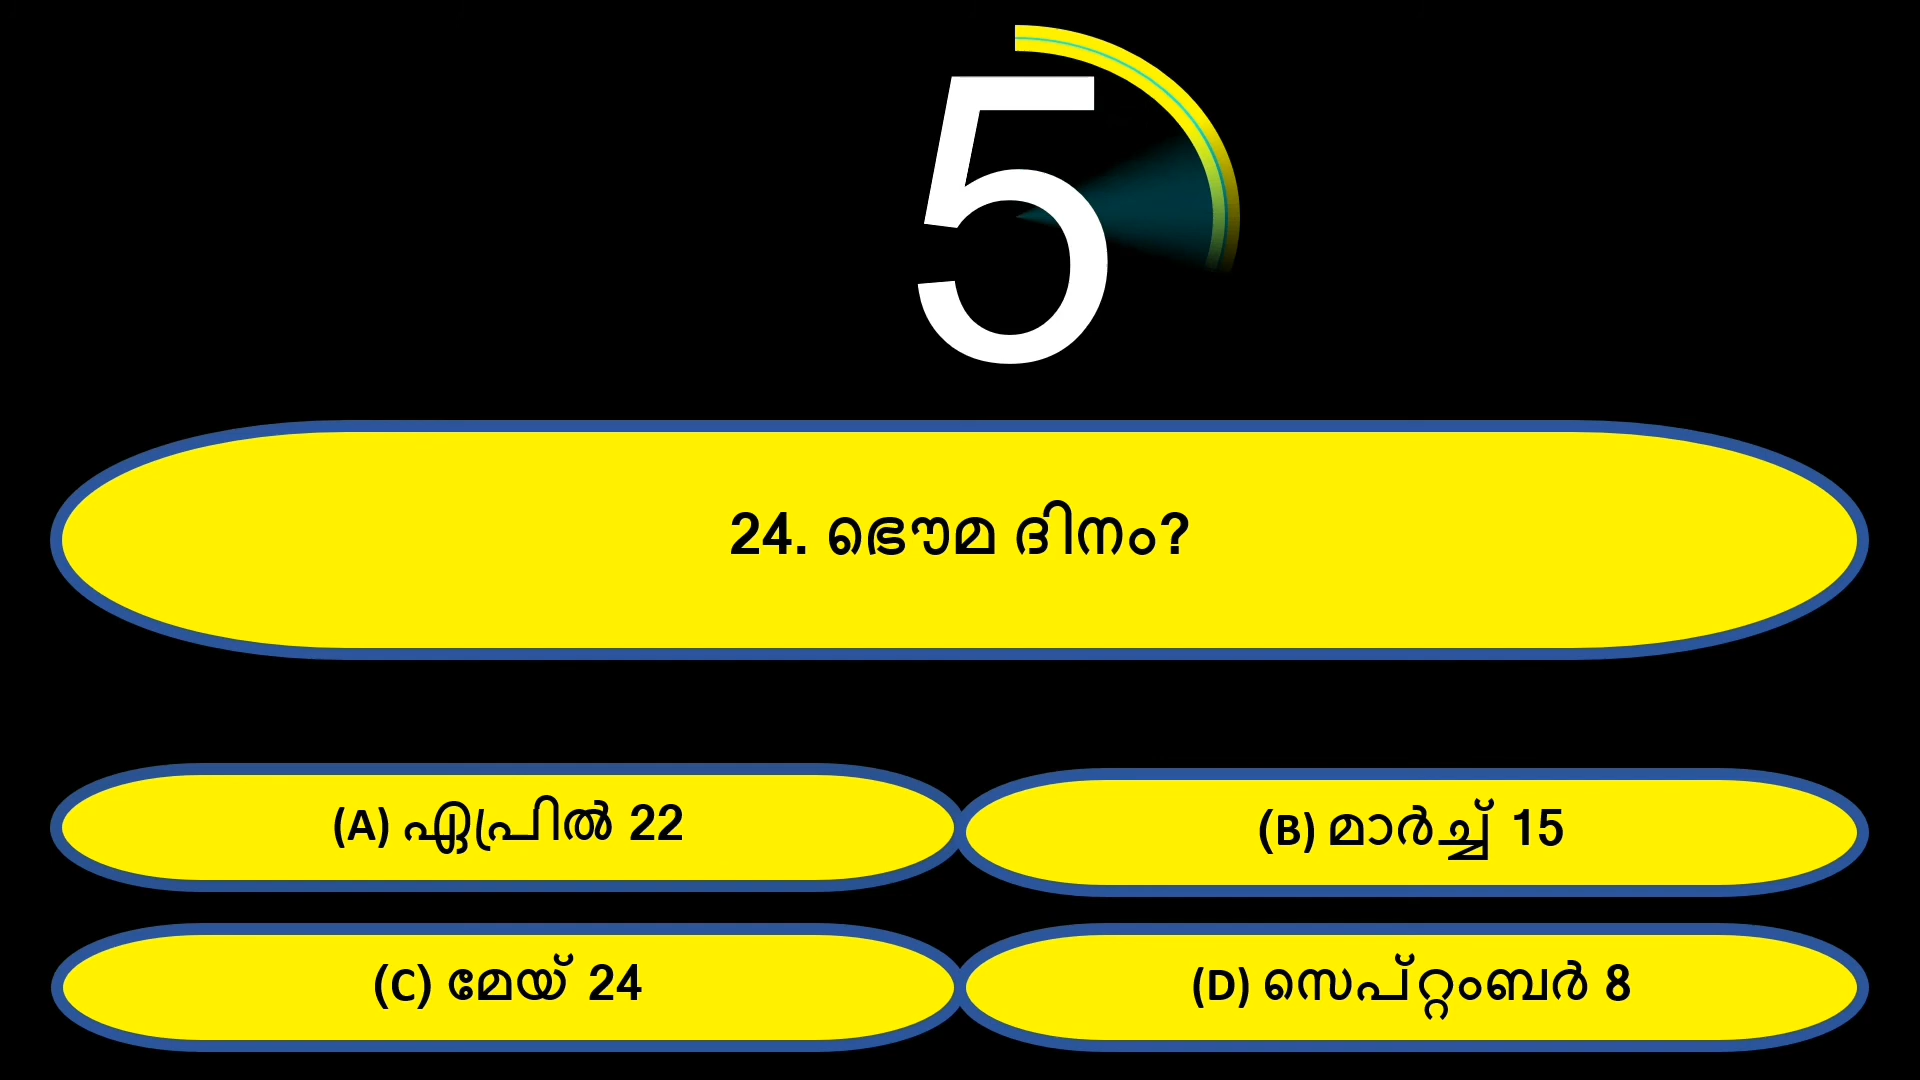 5
24. ഭൌമ ദിനം?
(A) ഏപ്രിൽ 22
(B) മാർച്ച് 15
(C) മേയ് 24
(D) സെപ്റ്റംബർ 8